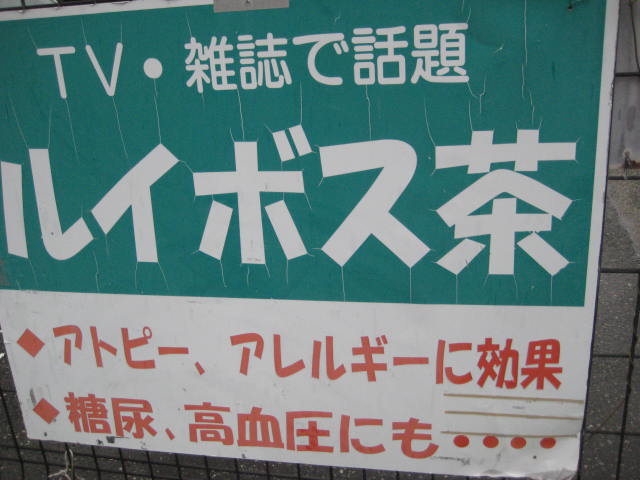 TV・雑誌で話題
ルイボス茶
◆アトピー、アレルギーに効果
◆糖尿、高血圧にも••••